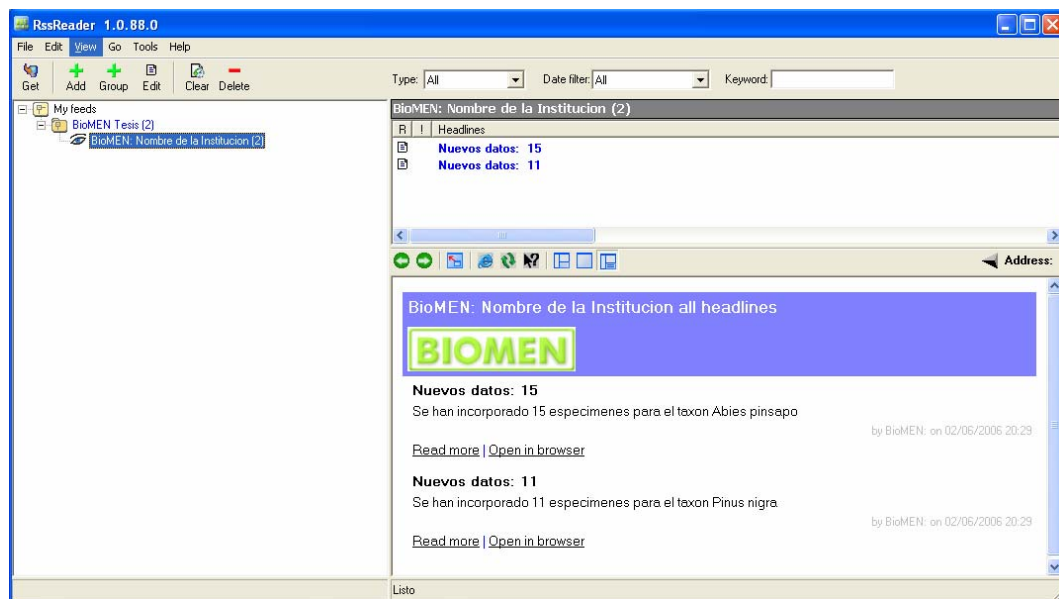 RssReader 1.0.88.0
File Edit View Go Tools Help
Get Add Group Edit Clear Delete
Type: All Date filter: All Keyword:
My feeds
BioMEN Tesis (2)
BioMEN: Nombre de la Institucion (2)
BioMEN: Nombre de la Institucion (2)
R ! Headlines
Nuevos datos: 15
Nuevos datos: 11
Address:
BioMEN: Nombre de la Institucion all headlines
BIOMEN
Nuevos datos: 15
Se han incorporado 15 especimenes para el taxon Abies pinsapo
by BioMEN: on 02/06/2006 20:29
Read more | Open in browser
Nuevos datos: 11
Se han incorporado 11 especimenes para el taxon Pinus nigra
by BioMEN: on 02/06/2006 20:29
Read more | Open in browser
Listo